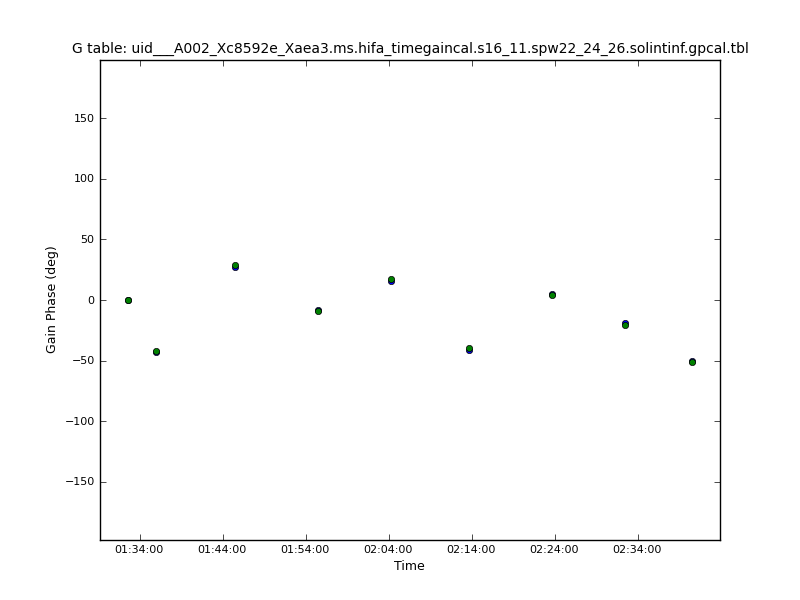 G table: uid___A002_Xc8592e_Xaea3.ms.hifa_timegaincal.s16_11.spw22_24_26.solintinf.gpcal.tbl
150
100
50
0
−50
−100
−150
Gain Phase (deg)
01:34:00 01:44:00 01:54:00 02:04:00 02:14:00 02:24:00 02:34:00
Time